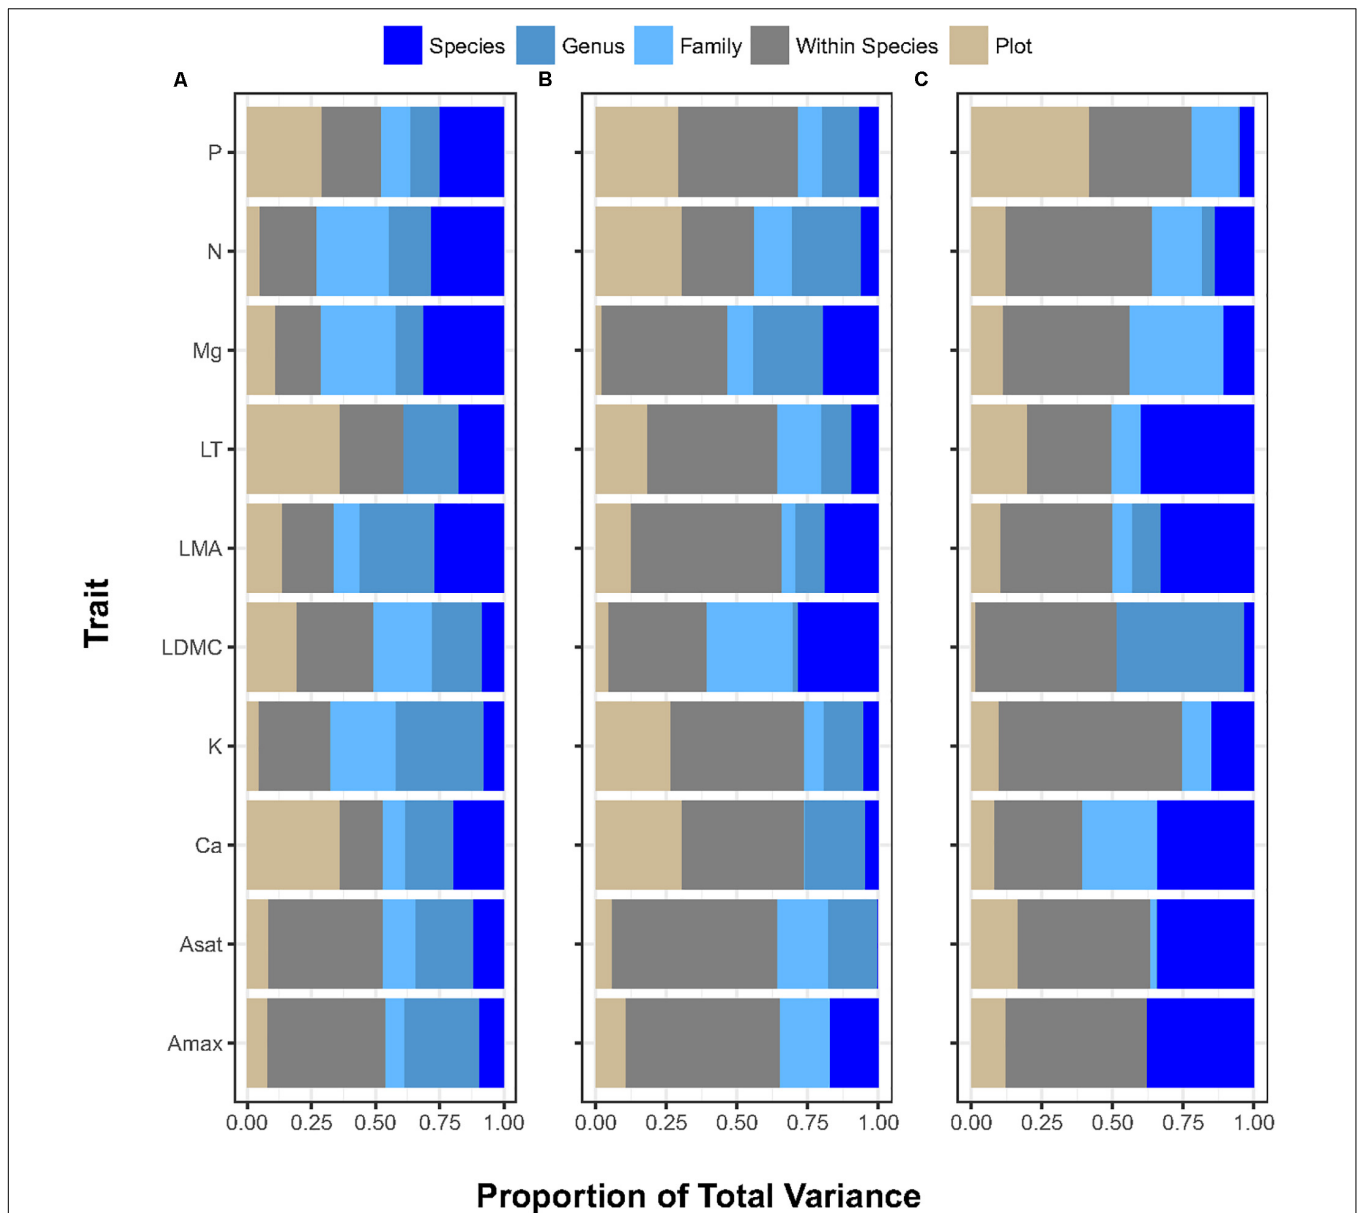 Species Genus Family Within Species Plot
A B C
P
N
Mg
LT
LMA
LDMC
K
Ca
Asat
Amax
Trait
0.00 0.25 0.50 0.75 1.00 0.00 0.25 0.50 0.75 1.00 0.00 0.25 0.50 0.75 1.00
Proportion of Total Variance